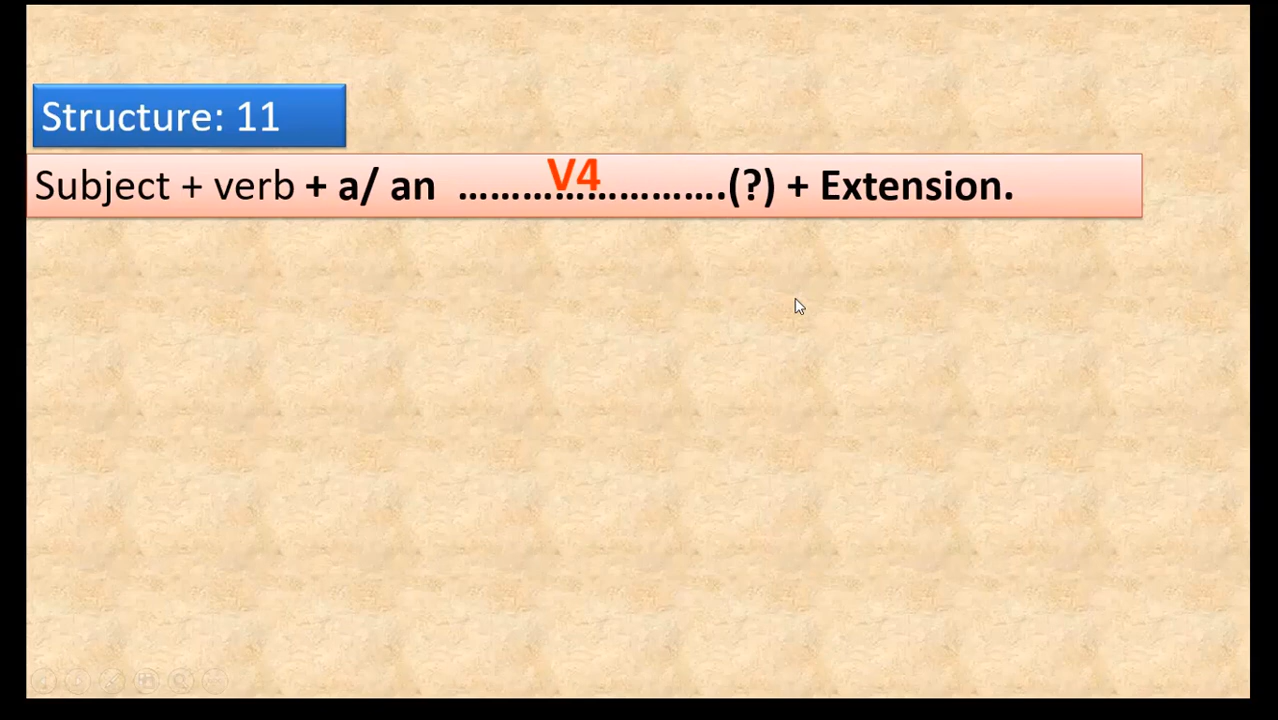 Structure: 11
Subject + verb + a/ an ………V4…………….(?) + Extension.